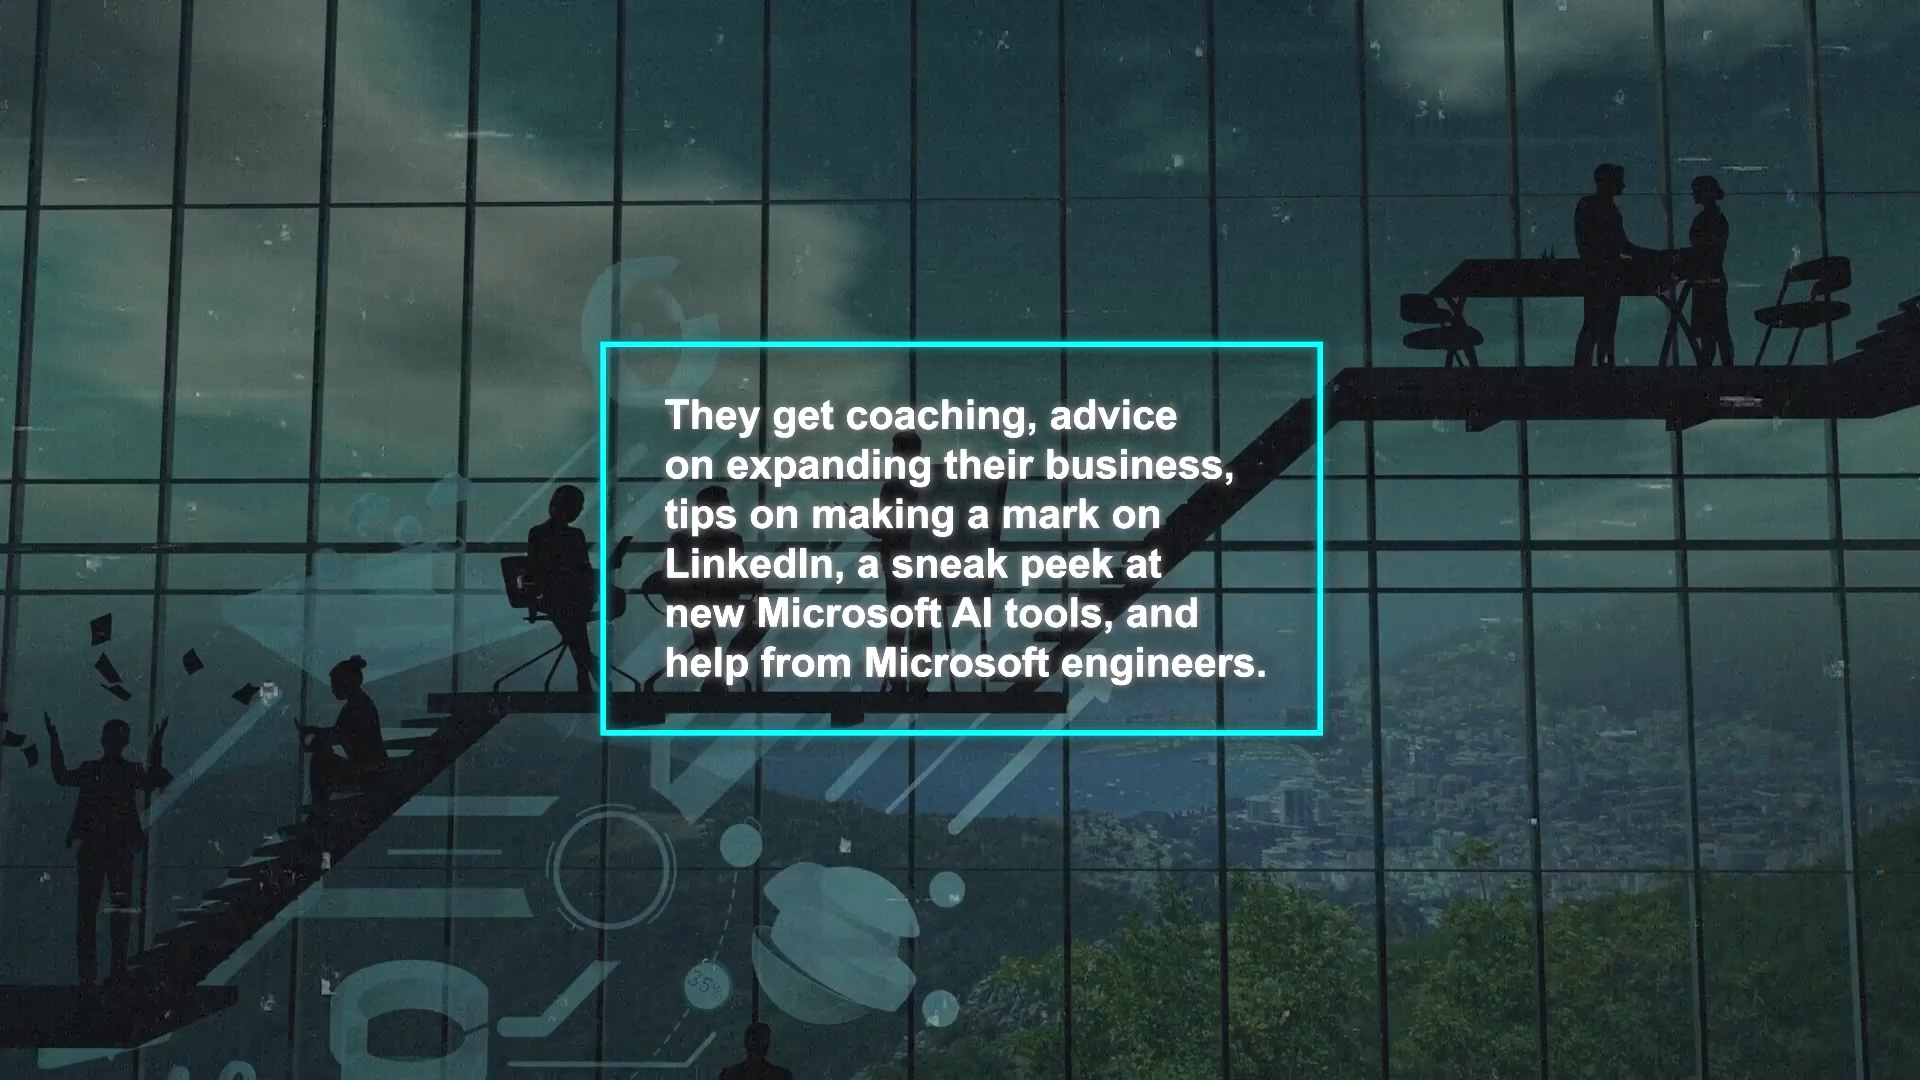 They get coaching, advice
on expanding their business,
tips on making a mark on
LinkedIn, a sneak peek at
new Microsoft AI tools, and
help from Microsoft engineers.
35%